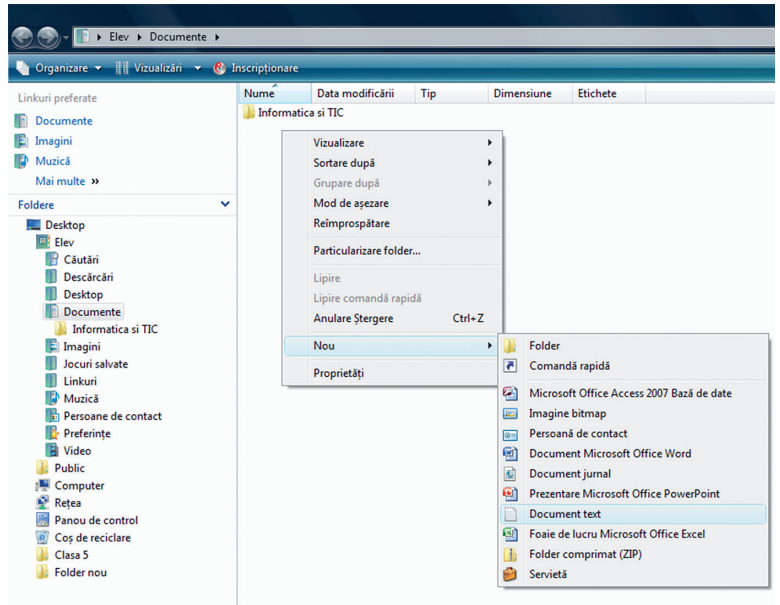 Elev Documente
Organizare Vizualizări Inscripționare
Linkuri preferate
Documente
Imagini
Muzică
Mai multe »
Foldere
Desktop
Elev
Căutări
Descărcări
Desktop
Documente
Informatica si TIC
Imagini
Jocuri salvate
Linkuri
Muzică
Persoane de contact
Preferințe
Video
Public
Computer
Rețea
Panou de control
Coș de reciclare
Clasa 5
Folder nou
Nume Data modificării Tip Dimensiune Etichete
Informatica si TIC
Vizualizare
Sortare după
Grupare după
Mod de așezare
Reîmprospătare
Particularizare folder...
Lipire
Lipire comandă rapidă
Anulare Ștergere Ctrl+Z
Nou
Proprietăți
Folder
Comandă rapidă
Microsoft Office Access 2007 Bază de date
Imagine bitmap
Persoană de contact
Document Microsoft Office Word
Document jurnal
Prezentare Microsoft Office PowerPoint
Document text
Foaie de lucru Microsoft Office Excel
Folder comprimat (ZIP)
Servietă